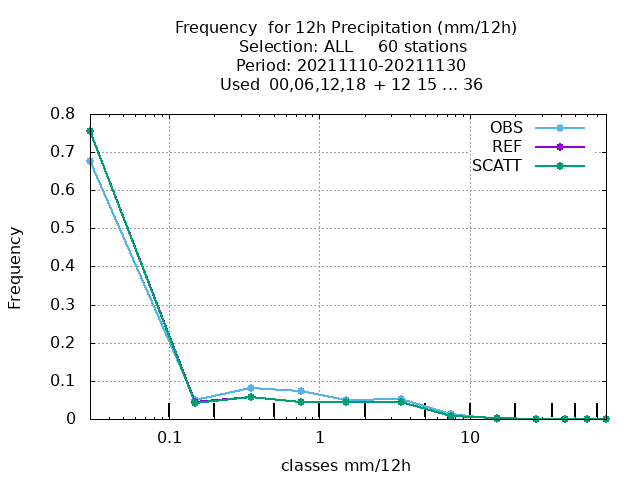 Frequency  for 12h Precipitation (mm/12h)
Selection: ALL     60 stations
Period: 20211110-20211130
Used  00,06,12,18  + 12 15 ... 36
OBS
REF
SCATT
0.8
0.7
0.6
0.5
0.4
0.3
0.2
0.1
0
Frequency
0.1
1
10
classes mm/12h